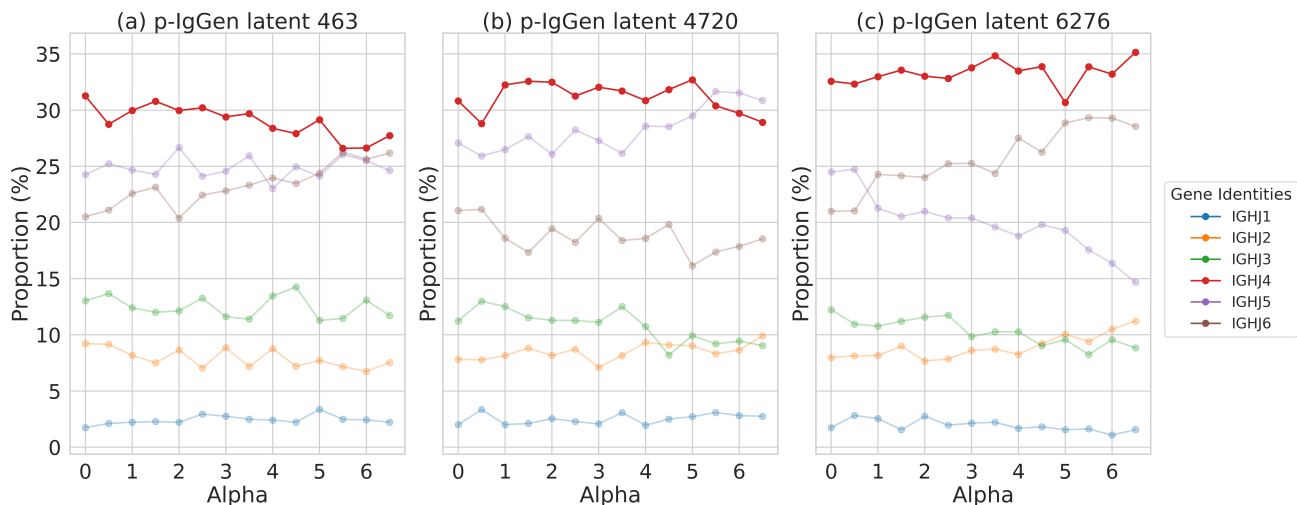 (a) p-IgGen latent 463
(b) p-IgGen latent 4720
(c) p-IgGen latent 6276
35
30
25
20
15
10
5
0
Proportion (%)
Proportion (%)
Proportion (%)
0 1 2 3 4 5 6
0 1 2 3 4 5 6
0 1 2 3 4 5 6
Alpha
Alpha
Alpha
Gene Identities
IGHJ1
IGHJ2
IGHJ3
IGHJ4
IGHJ5
IGHJ6